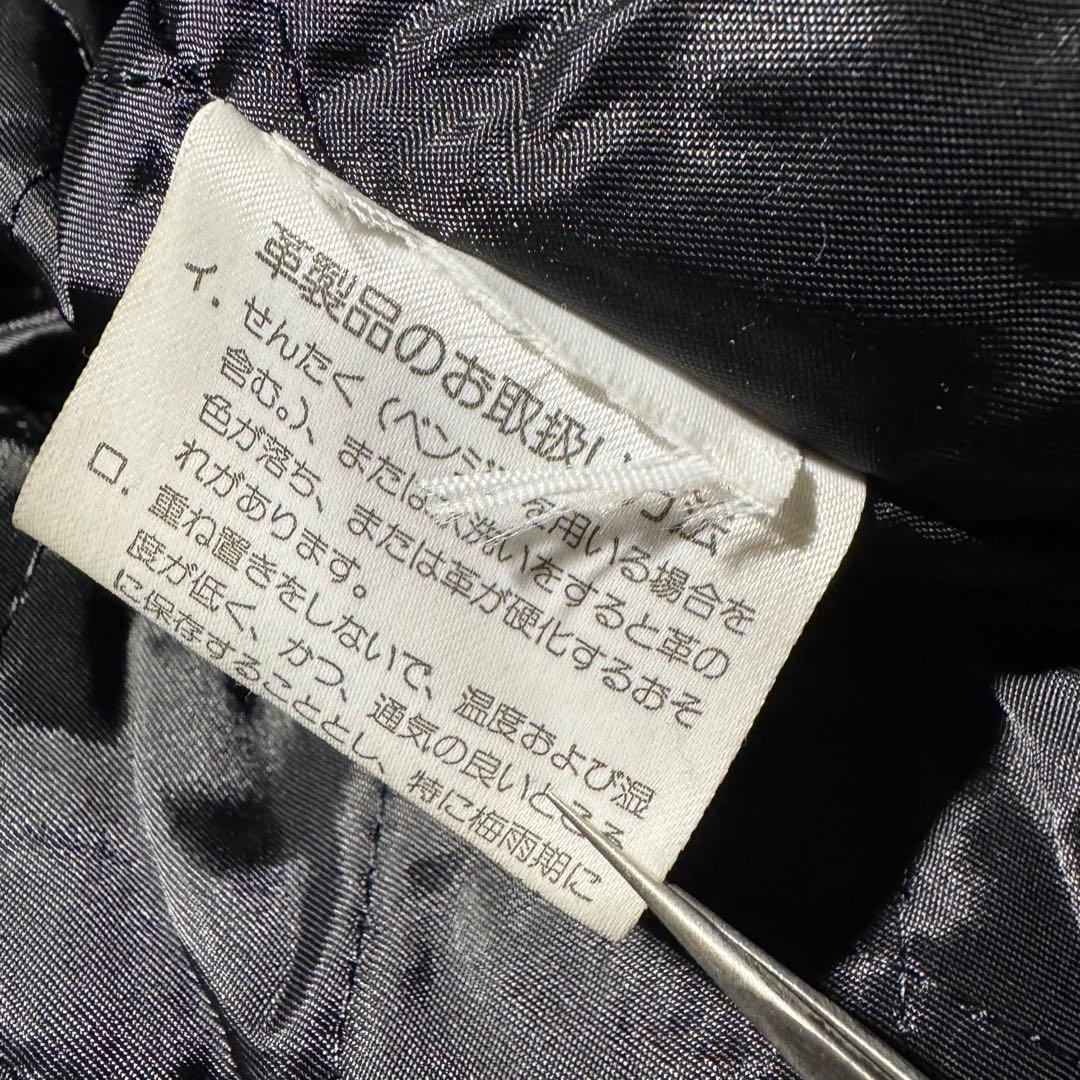 革製品のお取扱い方法
イ. せんたく（ベンジンを用いる場合を
含む。）、または水洗いをすると革の
色が落ち、または革が硬化するおそ
れがあります。
ロ. 重ね置きをしないで、温度および湿
度が低く、かつ、通気の良いところ
に保存することとし、特に梅雨期に